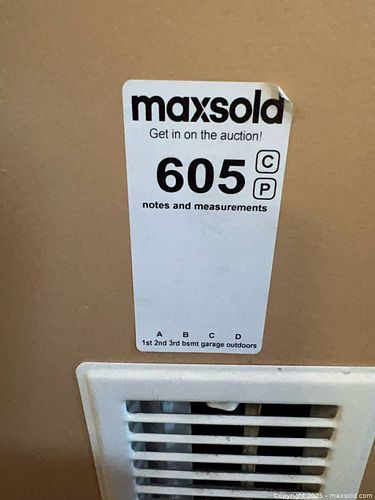 maxsold
Get in on the auction!
605 C
P
notes and measurements
A B C D
1st 2nd 3rd bsmt garage outdoors
Copyright 2025 - maxsold.com